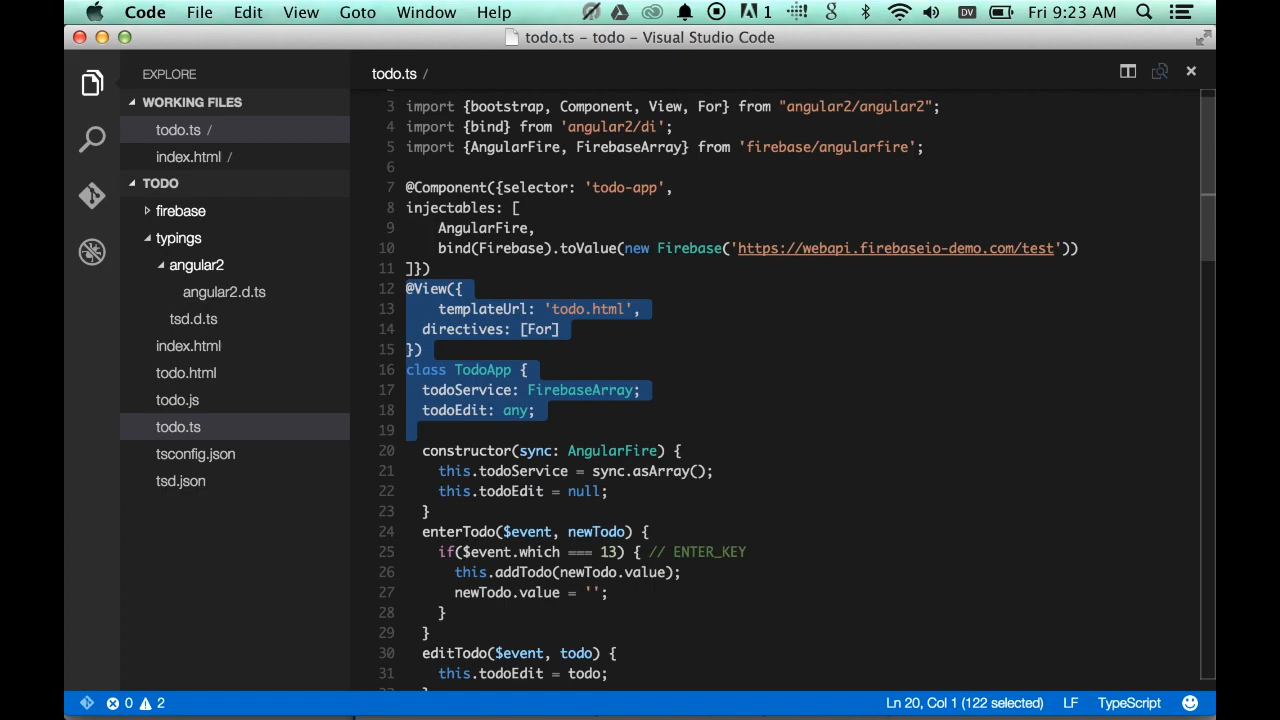 Code File Edit View Goto Window Help 1 g DV Fri 9:23 AM
todo.ts – todo – Visual Studio Code
EXPLORE
WORKING FILES
todo.ts /
index.html /
TODO
firebase
typings
angular2
angular2.d.ts
tsd.d.ts
index.html
todo.html
todo.js
todo.ts
tsconfig.json
tsd.json
todo.ts /
3 import {bootstrap, Component, View, For} from "angular2/angular2";
4 import {bind} from 'angular2/di';
5 import {AngularFire, FirebaseArray} from 'firebase/angularfire';
6
7 @Component({selector: 'todo-app',
8 injectables: [
9 AngularFire,
10 bind(Firebase).toValue(new Firebase('https://webapi.firebaseio-demo.com/test'))
11 ]})
12 @View({
13 templateUrl: 'todo.html',
14 directives: [For]
15 })
16 class TodoApp {
17 todoService: FirebaseArray;
18 todoEdit: any;
19
20 constructor(sync: AngularFire) {
21 this.todoService = sync.asArray();
22 this.todoEdit = null;
23 }
24 enterTodo($event, newTodo) {
25 if($event.which === 13) { // ENTER_KEY
26 this.addTodo(newTodo.value);
27 newTodo.value = '';
28 }
29 }
30 editTodo($event, todo) {
31 this.todoEdit = todo;
0 2 Ln 20, Col 1 (122 selected) LF TypeScript